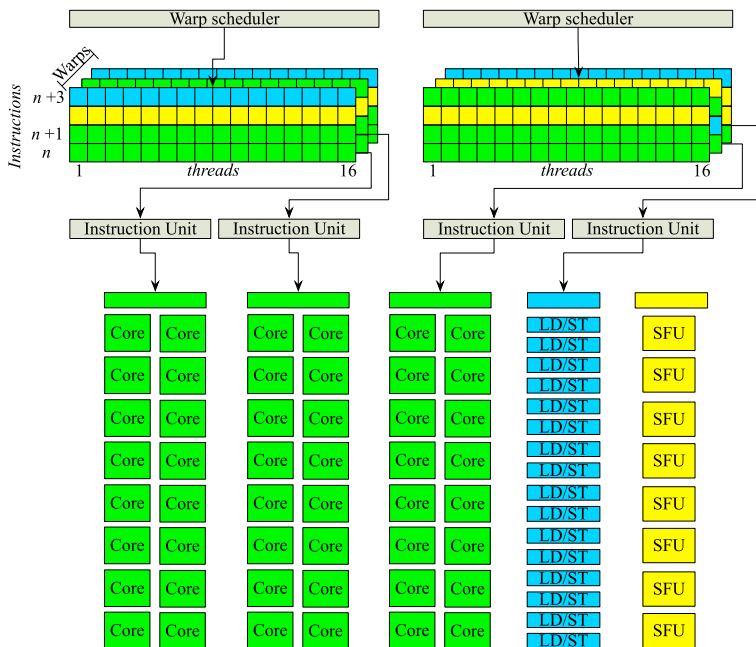 Warp scheduler
Warp scheduler
Warps
Instructions
n +3
n +1
n
1 threads 16
1 threads 16
Instruction Unit
Instruction Unit
Instruction Unit
Instruction Unit
Core Core Core Core Core Core LD/ST SFU
LD/ST
Core Core Core Core Core Core LD/ST SFU
LD/ST
Core Core Core Core Core Core LD/ST SFU
LD/ST
Core Core Core Core Core Core LD/ST SFU
LD/ST
Core Core Core Core Core Core LD/ST SFU
LD/ST
Core Core Core Core Core Core LD/ST SFU
LD/ST
Core Core Core Core Core Core LD/ST SFU
LD/ST
Core Core Core Core Core Core LD/ST SFU
LD/ST